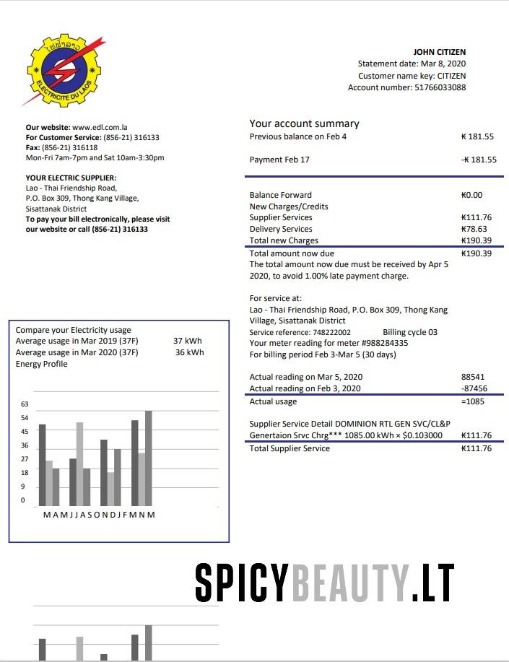 ໄຟຟ້າລາວ
ELECTRICITE DU LAOS
JOHN CITIZEN
Statement date: Mar 8, 2020
Customer name key: CITIZEN
Account number: 51766033088
Our website: www.edl.com.la
For Customer Service: (856-21) 316133
Fax: (856-21) 316118
Mon-Fri 7am-7pm and Sat 10am-3:30pm
YOUR ELECTRIC SUPPLIER:
Lao - Thai Friendship Road,
P.O. Box 309, Thong Kang Village,
Sisattanak District
To pay your bill electronically, please visit
our website or call (856-21) 316133
Your account summary
Previous balance on Feb 4 ₭ 181.55
Payment Feb 17 -₭ 181.55
Balance Forward ₭0.00
New Charges/Credits
Supplier Services ₭111.76
Delivery Services ₭78.63
Total new Charges ₭190.39
Total amount now due ₭190.39
The total amount now due must be received by Apr 5
2020, to avoid 1.00% late payment charge.
For service at:
Lao - Thai Friendship Road, P.O. Box 309, Thong Kang
Village, Sisattanak District
Service reference: 748222002 Billing cycle 03
Your meter reading for meter #988284335
For billing period Feb 3-Mar 5 (30 days)
Actual reading on Mar 5, 2020 88541
Actual reading on Feb 3, 2020 -87456
Actual usage =1085
Supplier Service Detail DOMINION RTL GEN SVC/CL&P
Genertaion Srvc Chrg*** 1085.00 kWh × $0.103000 ₭111.76
Total Supplier Service ₭111.76
Compare your Electricity usage
Average usage in Mar 2019 (37F) 37 kWh
Average usage in Mar 2020 (37F) 36 kWh
Energy Profile
63
54
45
36
27
18
9
0
M A M J J A S O N D J F M N M
SPICYBEAUTY.LT